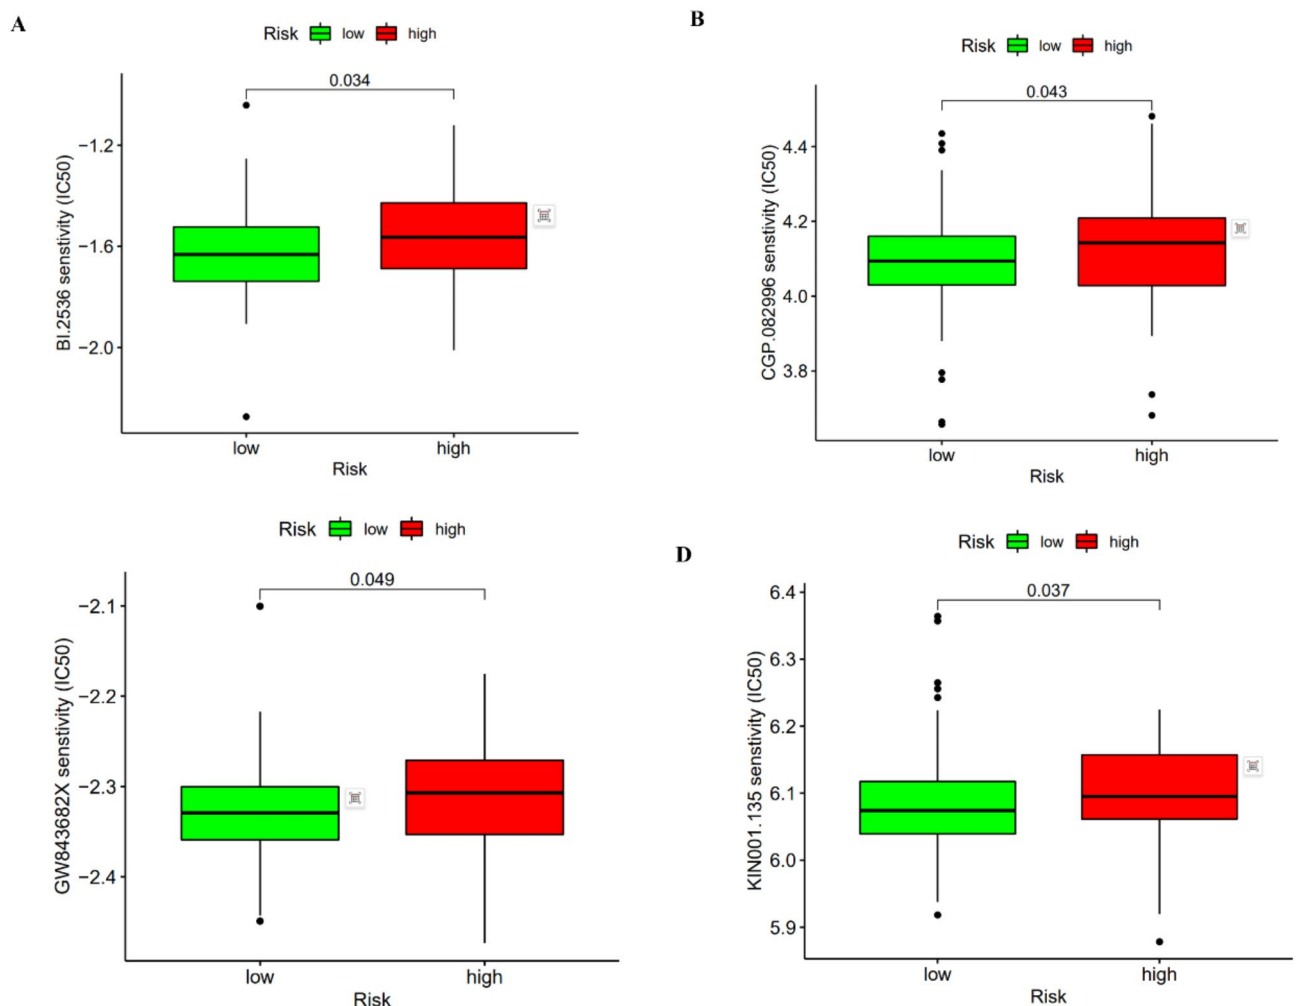 A
Risk low high
0.034
BI.2536 senstivity (IC50)
−1.2
−1.6
−2.0
low high
Risk
B
Risk low high
0.043
CGP.082996 senstivity (IC50)
4.4
4.2
4.0
3.8
low high
Risk
Risk low high
0.049
GW843682X senstivity (IC50)
−2.1
−2.2
−2.3
−2.4
low high
Risk
D
Risk low high
0.037
KIN001.135 senstivity (IC50)
6.4
6.3
6.2
6.1
6.0
5.9
low high
Risk